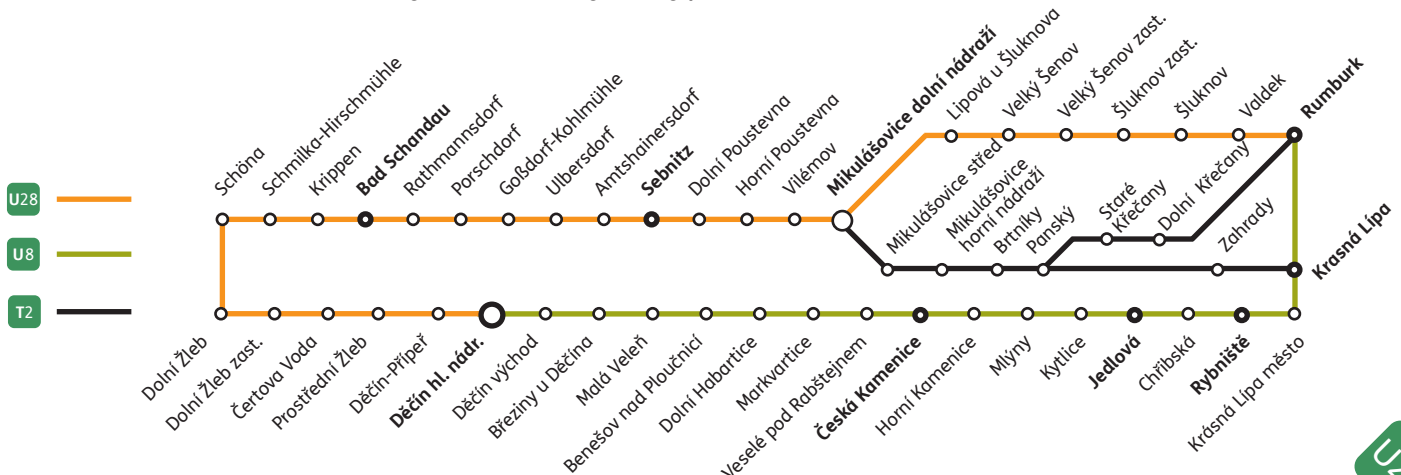 U28
U8
T2
Schöna
Schmilka-Hirschmühle
Krippen
Bad Schandau
Rathmannsdorf
Porschdorf
Goßdorf-Kohlmühle
Ulbersdorf
Amtshainersdorf
Sebnitz
Dolní Poustevna
Horní Poustevna
Vilémov
Mikulášovice dolní nádraží
Lipová u Šluknova
Velký Šenov
Velký Šenov zast.
Šluknov zast.
Šluknov
Valdek
Rumburk
Mikulášovice střed
Mikulášovice
horní nádraží
Brtníky
Panský
Staré
Křečany
Dolní Křečany
Zahrady
Krasná Lípa
Dolní Žleb
Dolní Žleb zast.
Čertova Voda
Prostřední Žleb
Děčín-Přípeř
Děčín hl. nádr.
Děčín východ
Březiny u Děčína
Malá Veleň
Benešov nad Ploučnicí
Dolní Habartice
Markvartice
Veselé pod Rabštejnem
Česká Kamenice
Horní Kamenice
Mlýny
Kytlice
Jedlová
Chřibská
Rybniště
Krásná Lípa město